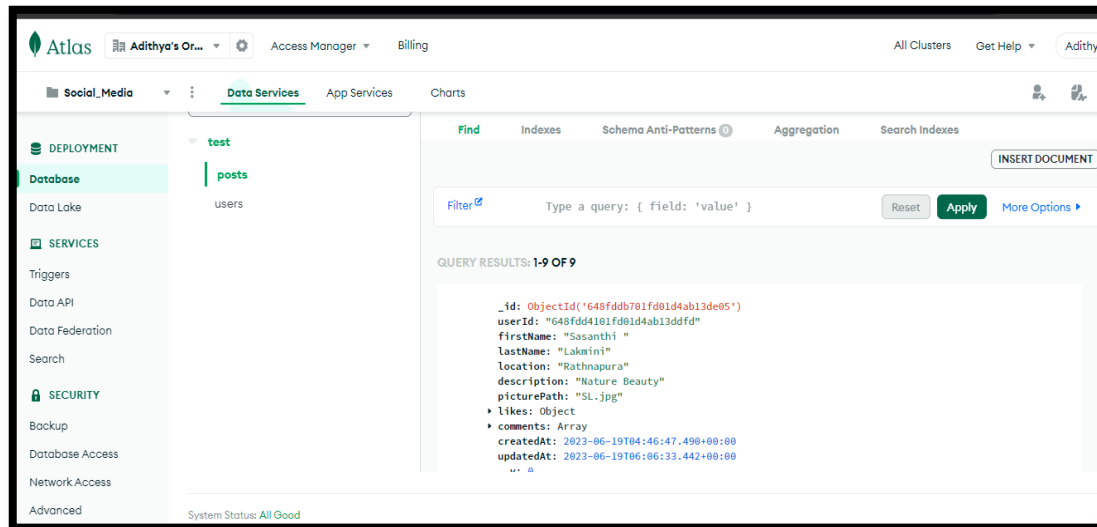 Atlas
Adithya's Or...
Access Manager
Billing
All Clusters
Get Help
Adithy
Social_Media
Data Services
App Services
Charts
DEPLOYMENT
Database
Data Lake
SERVICES
Triggers
Data API
Data Federation
Search
SECURITY
Backup
Database Access
Network Access
Advanced
test
posts
users
Find
Indexes
Schema Anti-Patterns 0
Aggregation
Search Indexes
INSERT DOCUMENT
Filter
Type a query: { field: 'value' }
Reset
Apply
More Options
QUERY RESULTS: 1-9 OF 9
_id: ObjectId('648fddb701fd01d4ab13de05')
userId: "648fdd4101fd01d4ab13ddfd"
firstName: "Sasanthi "
lastName: "Lakmini"
location: "Rathnapura"
description: "Nature Beauty"
picturePath: "SL.jpg"
likes: Object
comments: Array
createdAt: 2023-06-19T04:46:47.490+00:00
updatedAt: 2023-06-19T06:06:33.442+00:00
System Status: All Good